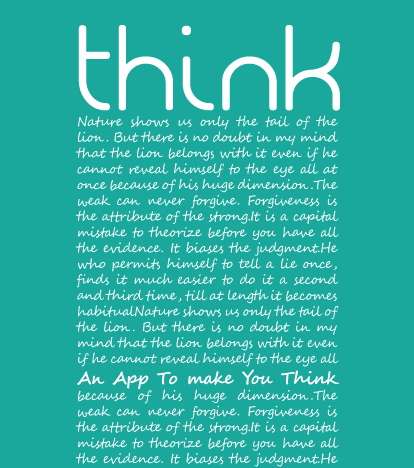 think
Nature shows us only the tail of the
lion. But there is no doubt in my mind
that the lion belongs with it even if he
cannot reveal himself to the eye all at
once because of his huge dimension.The
weak can never forgive. Forgiveness is
the attribute of the strong.It is a capital
mistake to theorize before you have all
the evidence. It biases the judgment.He
who permits himself to tell a lie once,
finds it much easier to do it a second
and third time, till at length it becomes
habitualNature shows us only the tail of
the lion. But there is no doubt in my
mind that the lion belongs with it even
if he cannot reveal himself to the eye all
An App To make You Think
because of his huge dimension.The
weak can never forgive. Forgiveness is
the attribute of the strong.It is a capital
mistake to theorize before you have all
the evidence. It biases the judgment.He